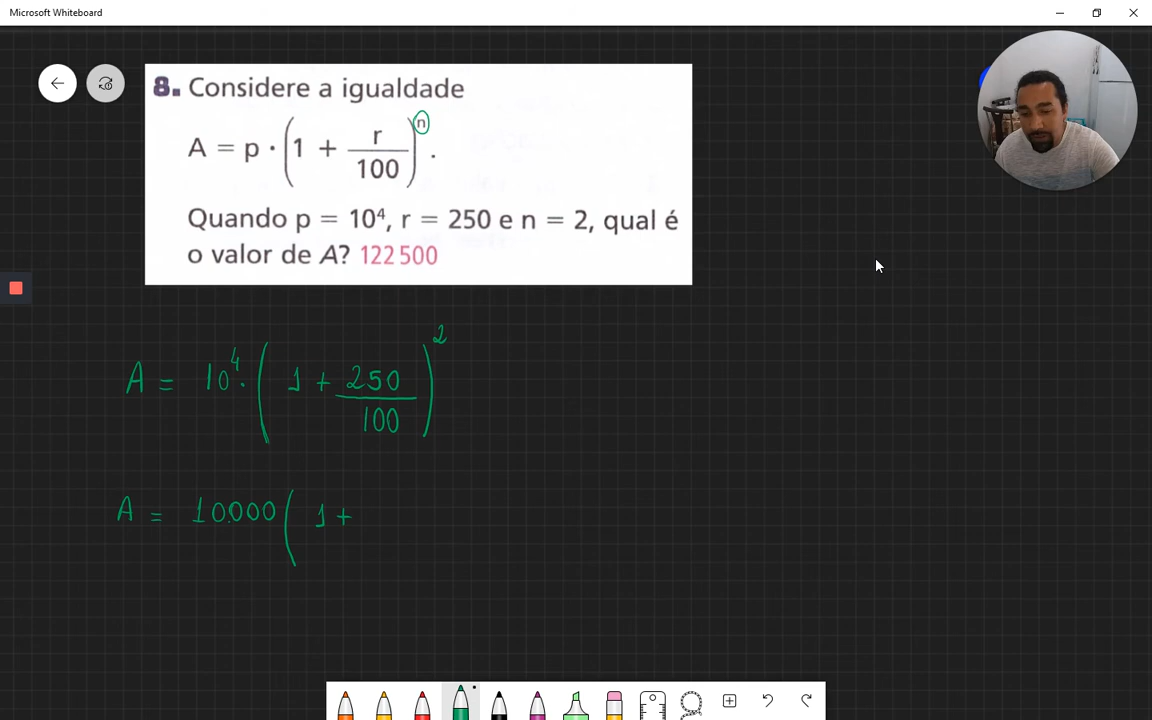 Microsoft Whiteboard
8. Considere a igualdade
A = p · (1 + r/100)ⁿ.
Quando p = 10⁴, r = 250 e n = 2, qual é
o valor de A? 122 500
A = 10⁴ · (1 + 250/100)²
A = 10.000 ( 1 +